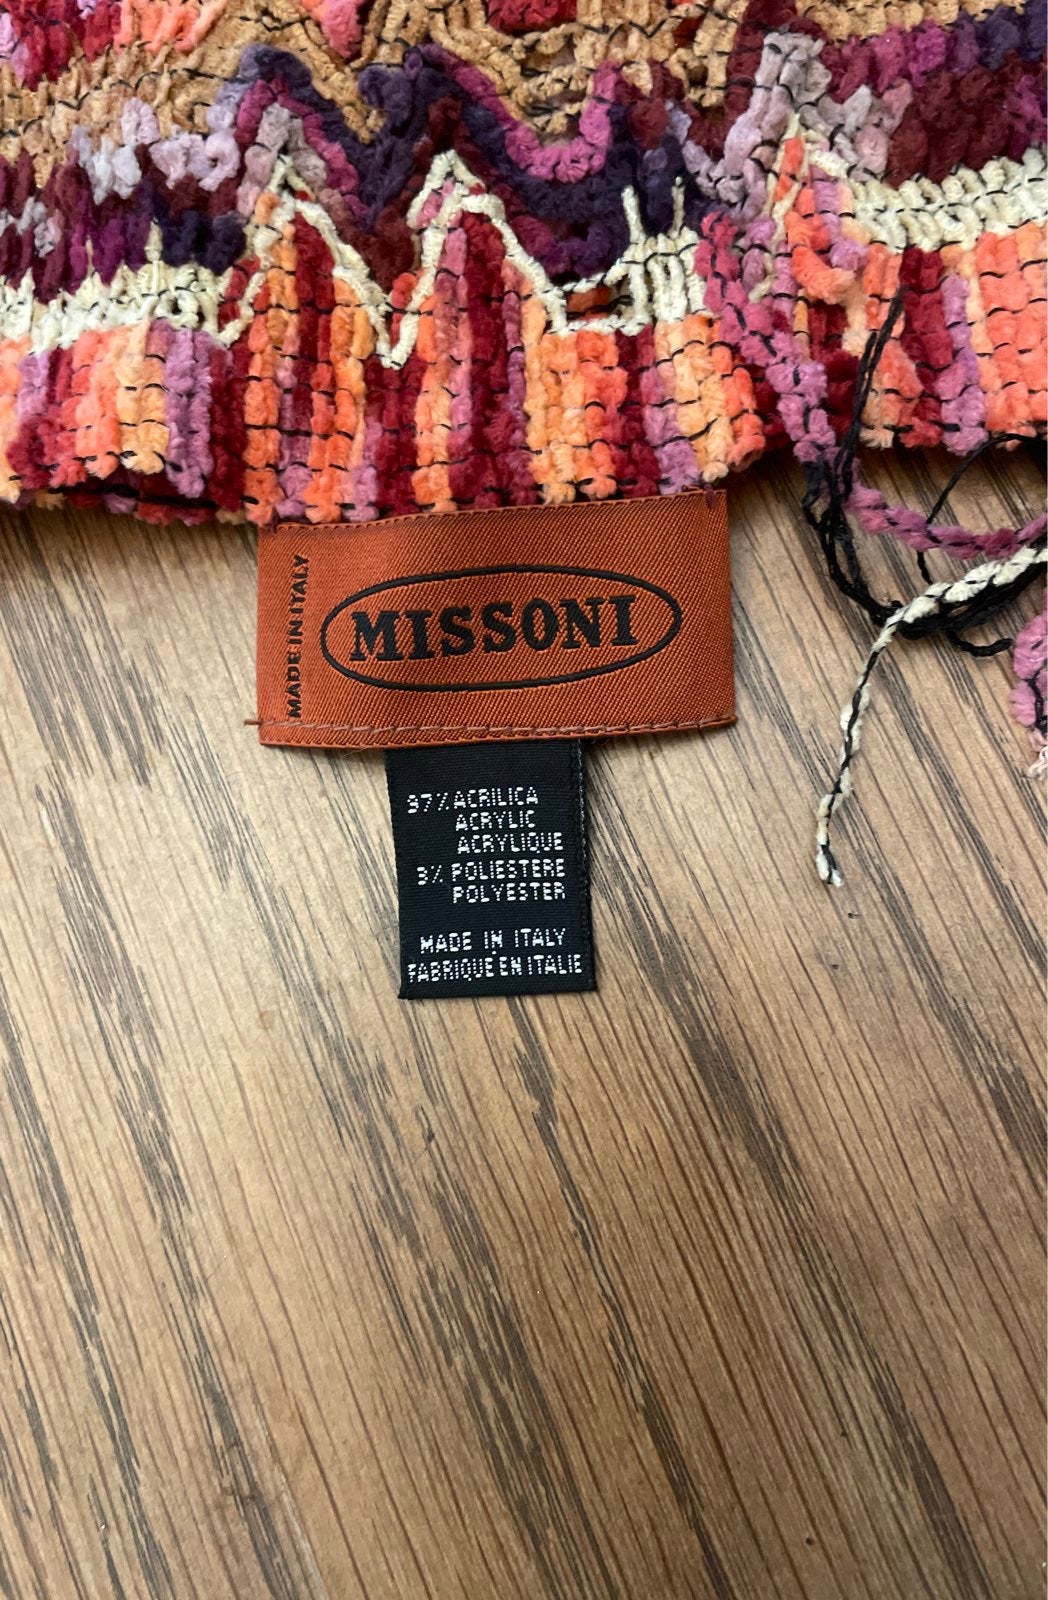 MADE IN ITALY
MISSONI
97% ACRILICA
ACRYLIC
ACRYLIQUE
3% POLIESTERE
POLYESTER
MADE IN ITALY
FABRIQUE EN ITALIE